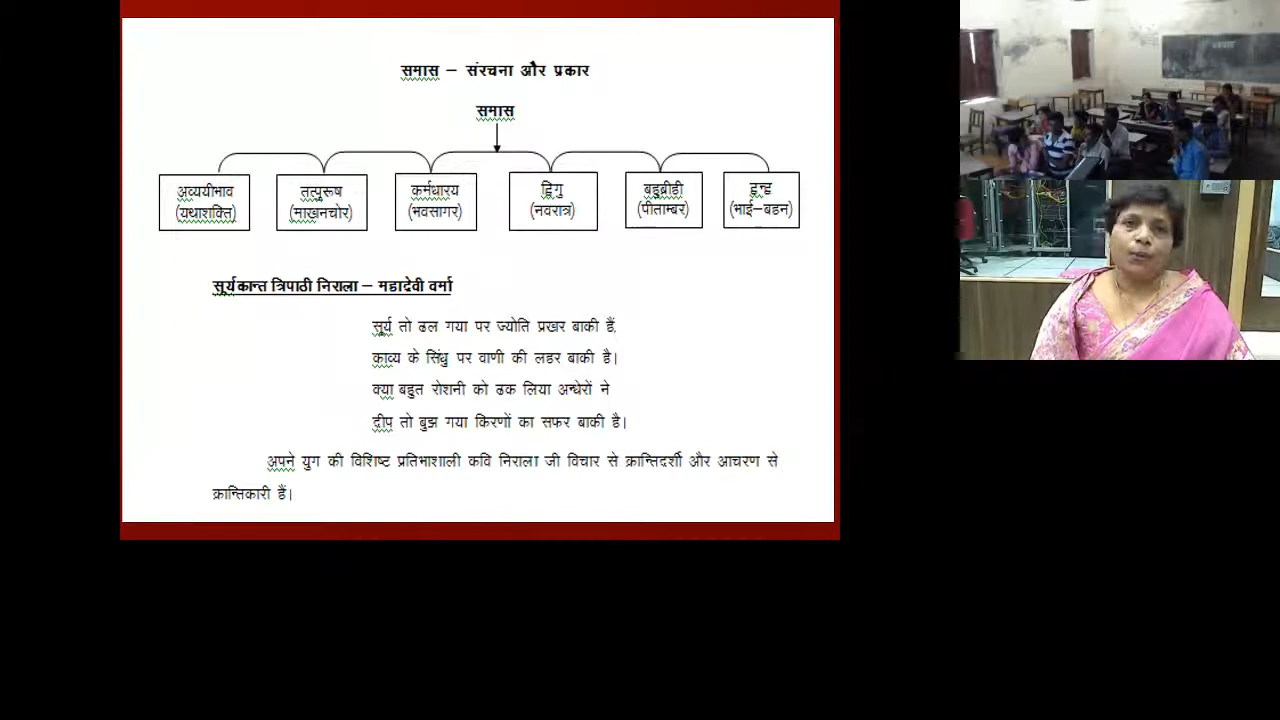 समास – संरचना और प्रकार
समास
अव्ययीभाव
(यथाशक्ति)
तत्पुरूष
(माखनचोर)
कर्मधारय
(भवसागर)
द्विगु
(नवरात्र)
बहुब्रीही
(पीताम्बर)
द्वन्द्व
(भाई–बहन)
सूर्यकान्त त्रिपाठी निराला – महादेवी वर्मा
सूर्य तो ढल गया पर ज्योति प्रखर बाकी हैं,
काव्य के सिंधु पर वाणी की लहर बाकी है।
क्या बहुत रोशनी को ढक लिया अन्धेरों ने
दीप तो बुझ गया किरणों का सफर बाकी है।
अपने युग की विशिष्ट प्रतिभाशाली कवि निराला जी विचार से क्रान्तिदर्शी और आचरण से
क्रान्तिकारी हैं।